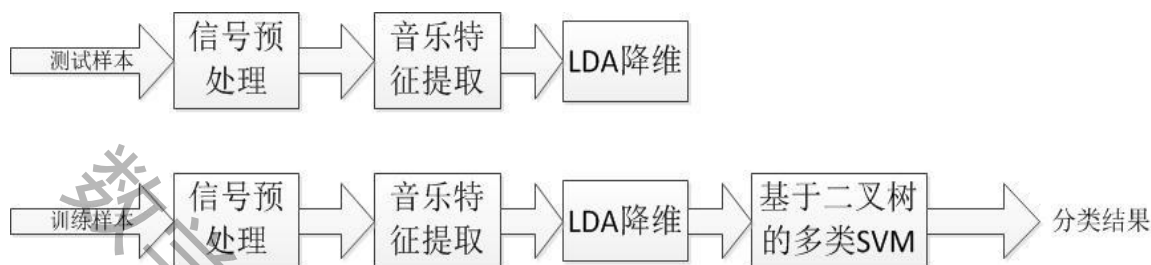 测试样本
信号预
处理
音乐特
征提取
LDA降维
训练样本
信号预
处理
音乐特
征提取
LDA降维
基于二叉树
的多类SVM
分类结果